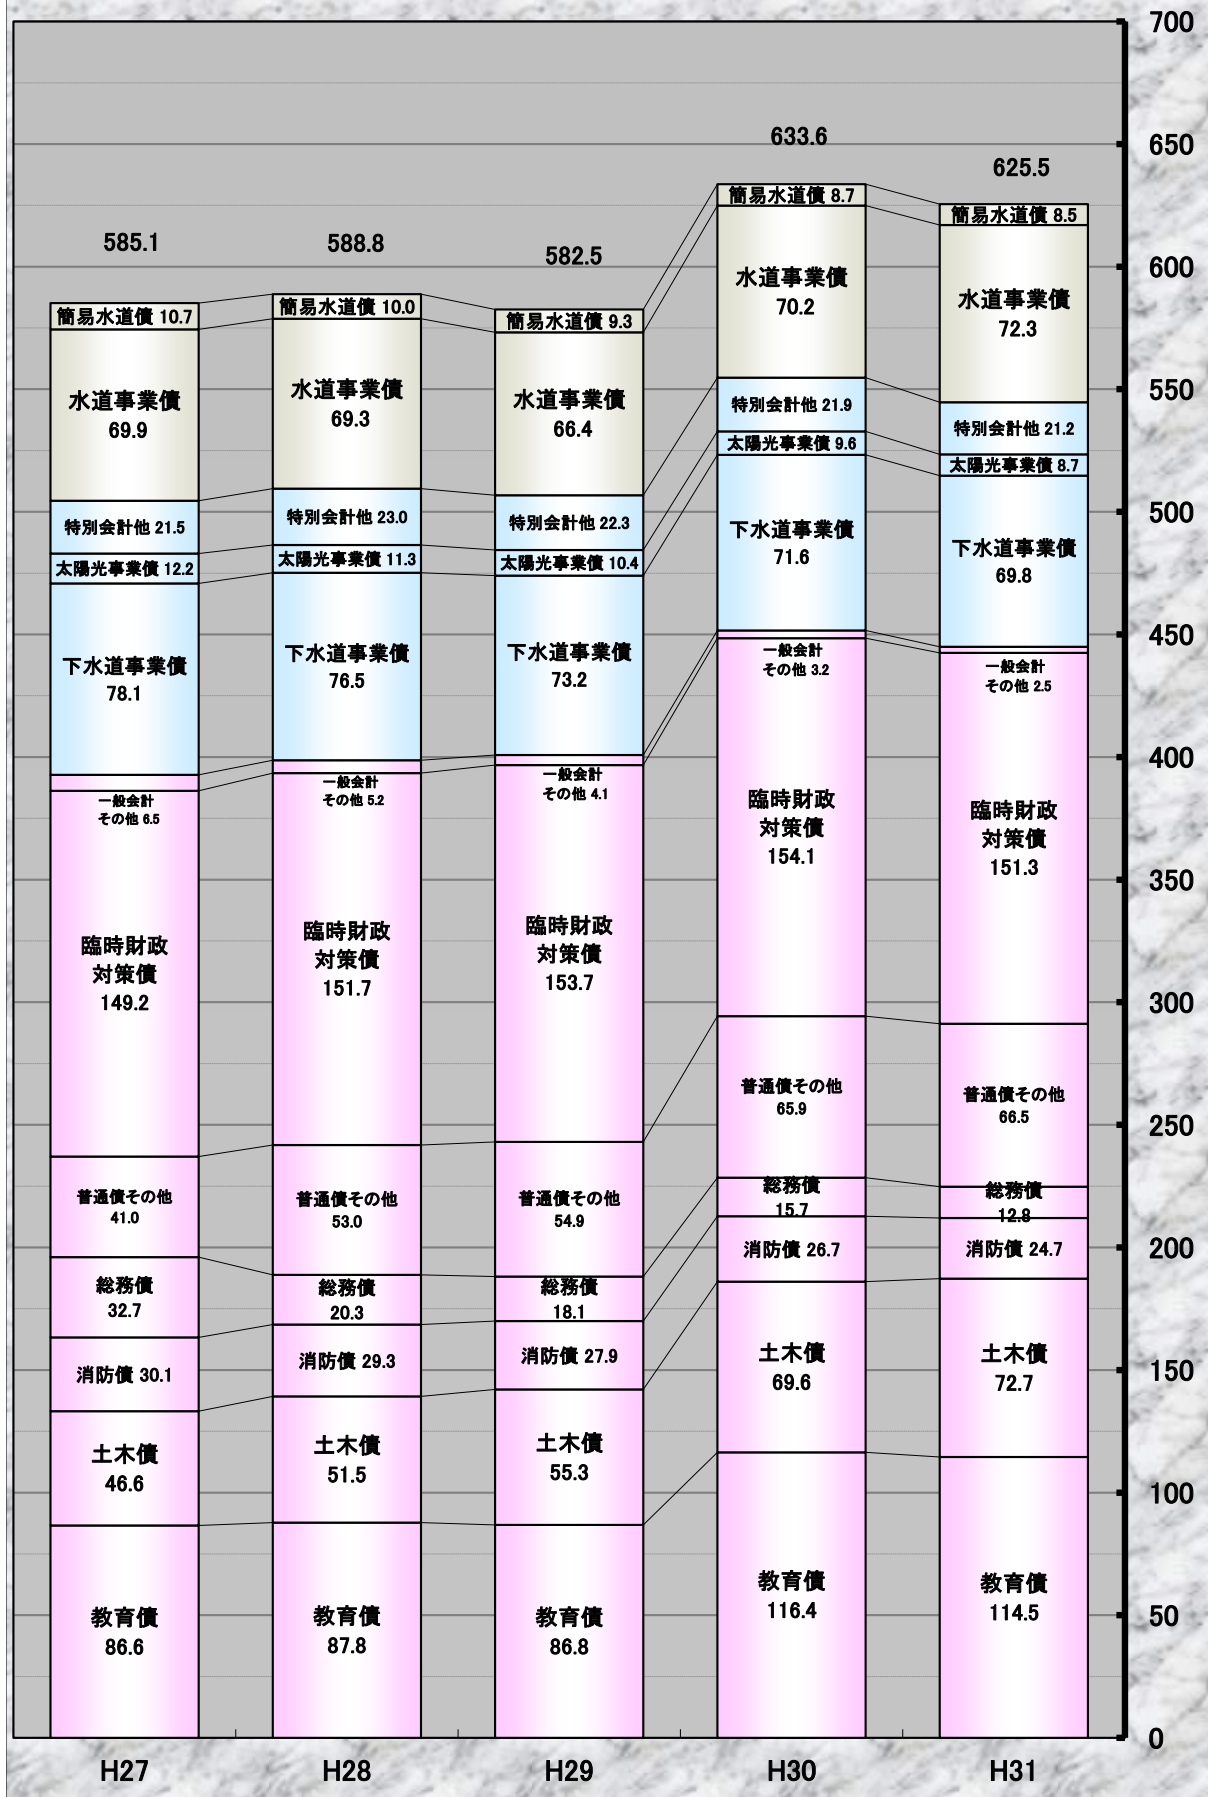 585.1
簡易水道債 10.7
水道事業債
69.9
特別会計他 21.5
太陽光事業債 12.2
下水道事業債
78.1
一般会計
その他 6.5
臨時財政
対策債
149.2
普通債その他
41.0
総務債
32.7
消防債 30.1
土木債
46.6
教育債
86.6
H27
588.8
簡易水道債 10.0
水道事業債
69.3
特別会計他 23.0
太陽光事業債 11.3
下水道事業債
76.5
一般会計
その他 5.2
臨時財政
対策債
151.7
普通債その他
53.0
総務債
20.3
消防債 29.3
土木債
51.5
教育債
87.8
H28
582.5
簡易水道債 9.3
水道事業債
66.4
特別会計他 22.3
太陽光事業債 10.4
下水道事業債
73.2
一般会計
その他 4.1
臨時財政
対策債
153.7
普通債その他
54.9
総務債
18.1
消防債 27.9
土木債
55.3
教育債
86.8
H29
633.6
簡易水道債 8.7
水道事業債
70.2
特別会計他 21.9
太陽光事業債 9.6
下水道事業債
71.6
一般会計
その他 3.2
臨時財政
対策債
154.1
普通債その他
65.9
総務債
15.7
消防債 26.7
土木債
69.6
教育債
116.4
H30
625.5
簡易水道債 8.5
水道事業債
72.3
特別会計他 21.2
太陽光事業債 8.7
下水道事業債
69.8
一般会計
その他 2.5
臨時財政
対策債
151.3
普通債その他
66.5
総務債
12.8
消防債 24.7
土木債
72.7
教育債
114.5
H31
700
650
600
550
500
450
400
350
300
250
200
150
100
50
0